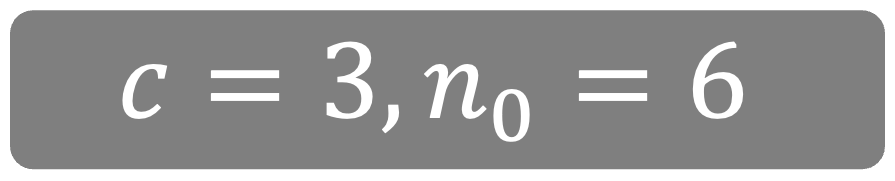 c = 3, n₀ = 6